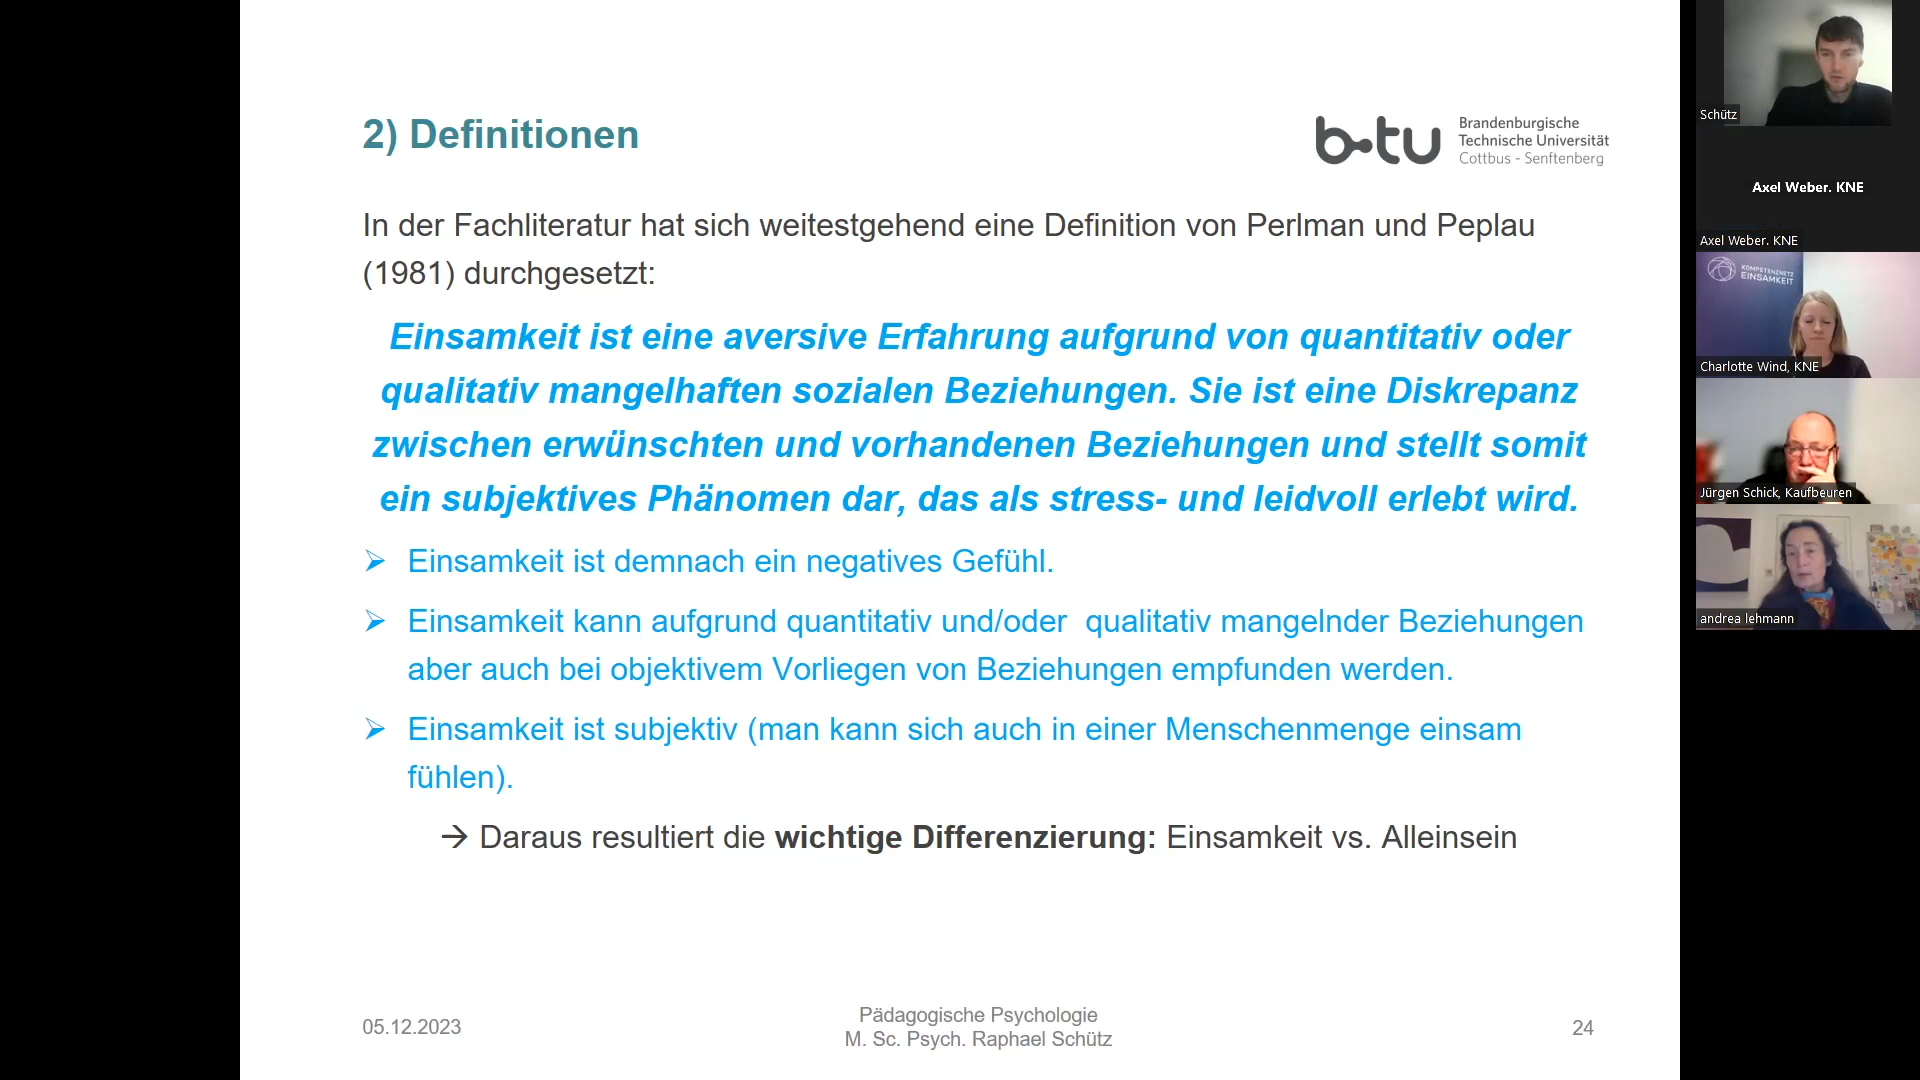 2) Definitionen
b-tu
Brandenburgische
Technische Universität
Cottbus - Senftenberg
In der Fachliteratur hat sich weitestgehend eine Definition von Perlman und Peplau
(1981) durchgesetzt:
Einsamkeit ist eine aversive Erfahrung aufgrund von quantitativ oder
qualitativ mangelhaften sozialen Beziehungen. Sie ist eine Diskrepanz
zwischen erwünschten und vorhandenen Beziehungen und stellt somit
ein subjektives Phänomen dar, das als stress- und leidvoll erlebt wird.
➢ Einsamkeit ist demnach ein negatives Gefühl.
➢ Einsamkeit kann aufgrund quantitativ und/oder  qualitativ mangelnder Beziehungen
aber auch bei objektivem Vorliegen von Beziehungen empfunden werden.
➢ Einsamkeit ist subjektiv (man kann sich auch in einer Menschenmenge einsam
fühlen).
→ Daraus resultiert die wichtige Differenzierung: Einsamkeit vs. Alleinsein
05.12.2023
Pädagogische Psychologie
M. Sc. Psych. Raphael Schütz
24
Schütz
Axel Weber. KNE
Axel Weber. KNE
KOMPETENZNETZ
EINSAMKEIT
Charlotte Wind, KNE
Jürgen Schick, Kaufbeuren
andrea lehmann